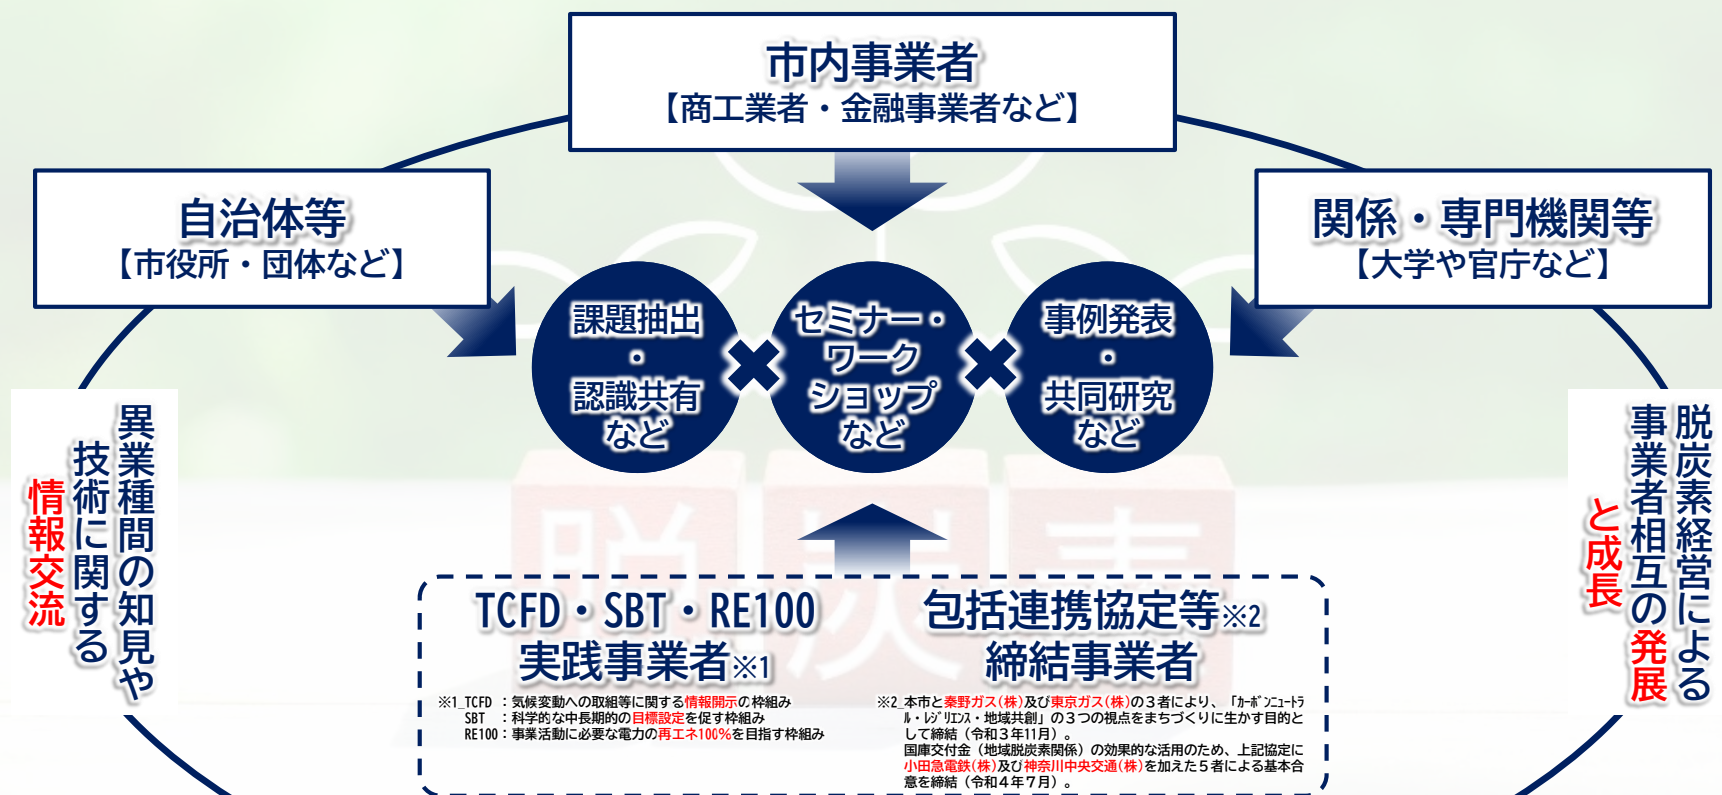 市内事業者
【商工業者・金融事業者など】
自治体等
【市役所・団体など】
関係・専門機関等
【大学や官庁など】
課題抽出
・
認識共有
など
セミナー・
ワーク
ショップ
など
事例発表
・
共同研究
など
異業種間の知見や
技術に関する
情報交流
脱炭素経営による
事業者相互の発展
と成長
脱炭素
TCFD・SBT・RE100
実践事業者※1
※1_TCFD ：気候変動への取組等に関する情報開示の枠組み
SBT ：科学的な中長期的の目標設定を促す枠組み
RE100：事業活動に必要な電力の再エネ100%を目指す枠組み
包括連携協定等※2
締結事業者
※2_本市と秦野ガス(株)及び東京ガス(株)の３者により、「ｶｰﾎﾞﾝﾆｭｰﾄﾗ
ﾙ・ﾚｼﾞﾘｴﾝｽ・地域共創」の３つの視点をまちづくりに生かす目的と
して締結（令和３年11月）。
国庫交付金（地域脱炭素関係）の効果的な活用のため、上記協定に
小田急電鉄(株)及び神奈川中央交通(株)を加えた５者による基本合
意を締結（令和４年７月）。